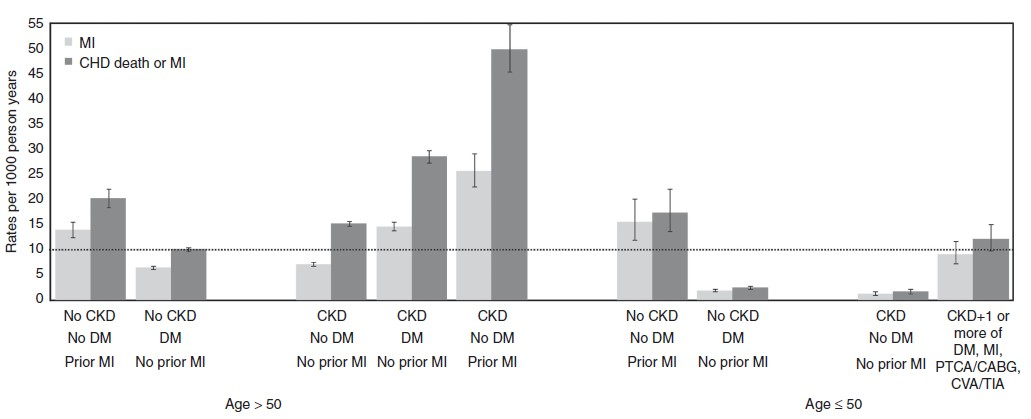 Rates per 1000 person years
55
50
45
40
35
30
25
20
15
10
5
0
MI
CHD death or MI
No CKD
No DM
Prior MI
No CKD
DM
No prior MI
CKD
No DM
No prior MI
CKD
DM
No prior MI
CKD
No DM
Prior MI
No CKD
No DM
Prior MI
No CKD
DM
No prior MI
CKD
No DM
No prior MI
CKD+1 or
more of
DM, MI,
PTCA/CABG,
CVA/TIA
Age > 50
Age ≤ 50